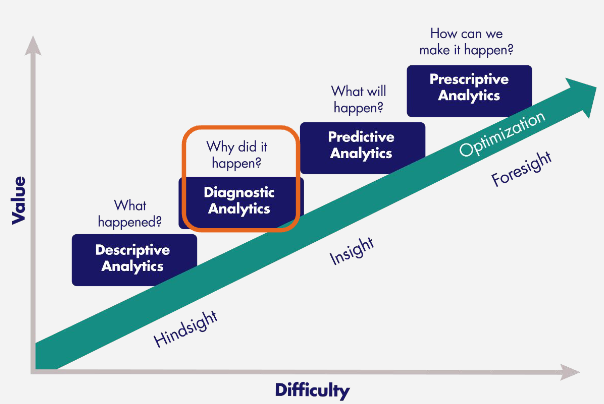 How can we
make it happen?
Prescriptive
Analytics
What will
happen?
Predictive
Analytics
Why did it
happen?
Diagnostic
Analytics
What
happened?
Descriptive
Analytics
Optimization
Foresight
Insight
Hindsight
Value
Difficulty